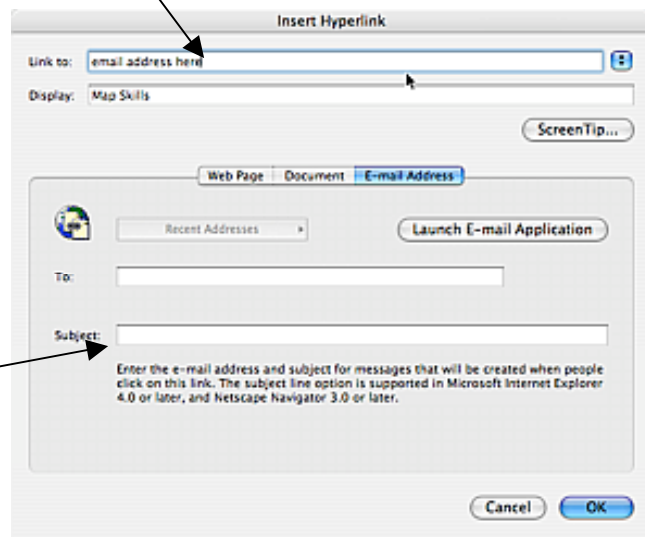 Insert Hyperlink
Link to: email address here
Display: Map Skills
ScreenTip...
Web Page Document E-mail Address
Recent Addresses Launch E-mail Application
To:
Subject:
Enter the e-mail address and subject for messages that will be created when people
click on this link. The subject line option is supported in Microsoft Internet Explorer
4.0 or later, and Netscape Navigator 3.0 or later.
Cancel OK